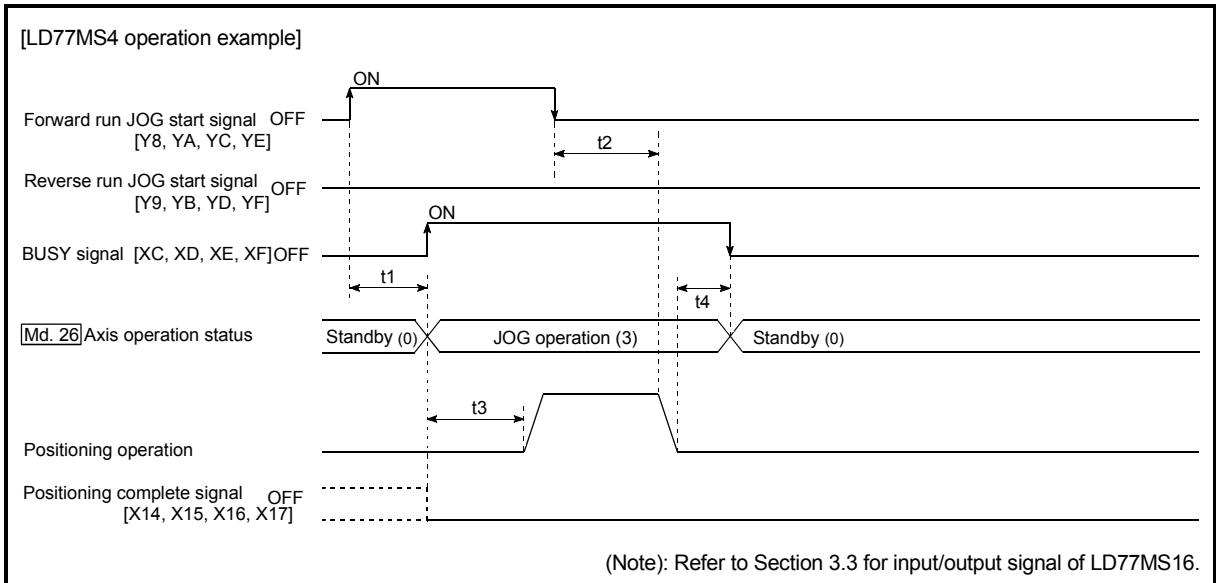 [LD77MS4 operation example]
ON
Forward run JOG start signal OFF
[Y8, YA, YC, YE]
t2
Reverse run JOG start signal OFF
[Y9, YB, YD, YF]
ON
BUSY signal [XC, XD, XE, XF] OFF
t1
t4
Md. 26 Axis operation status
Standby (0)
JOG operation (3)
Standby (0)
t3
Positioning operation
Positioning complete signal OFF
[X14, X15, X16, X17]
(Note): Refer to Section 3.3 for input/output signal of LD77MS16.